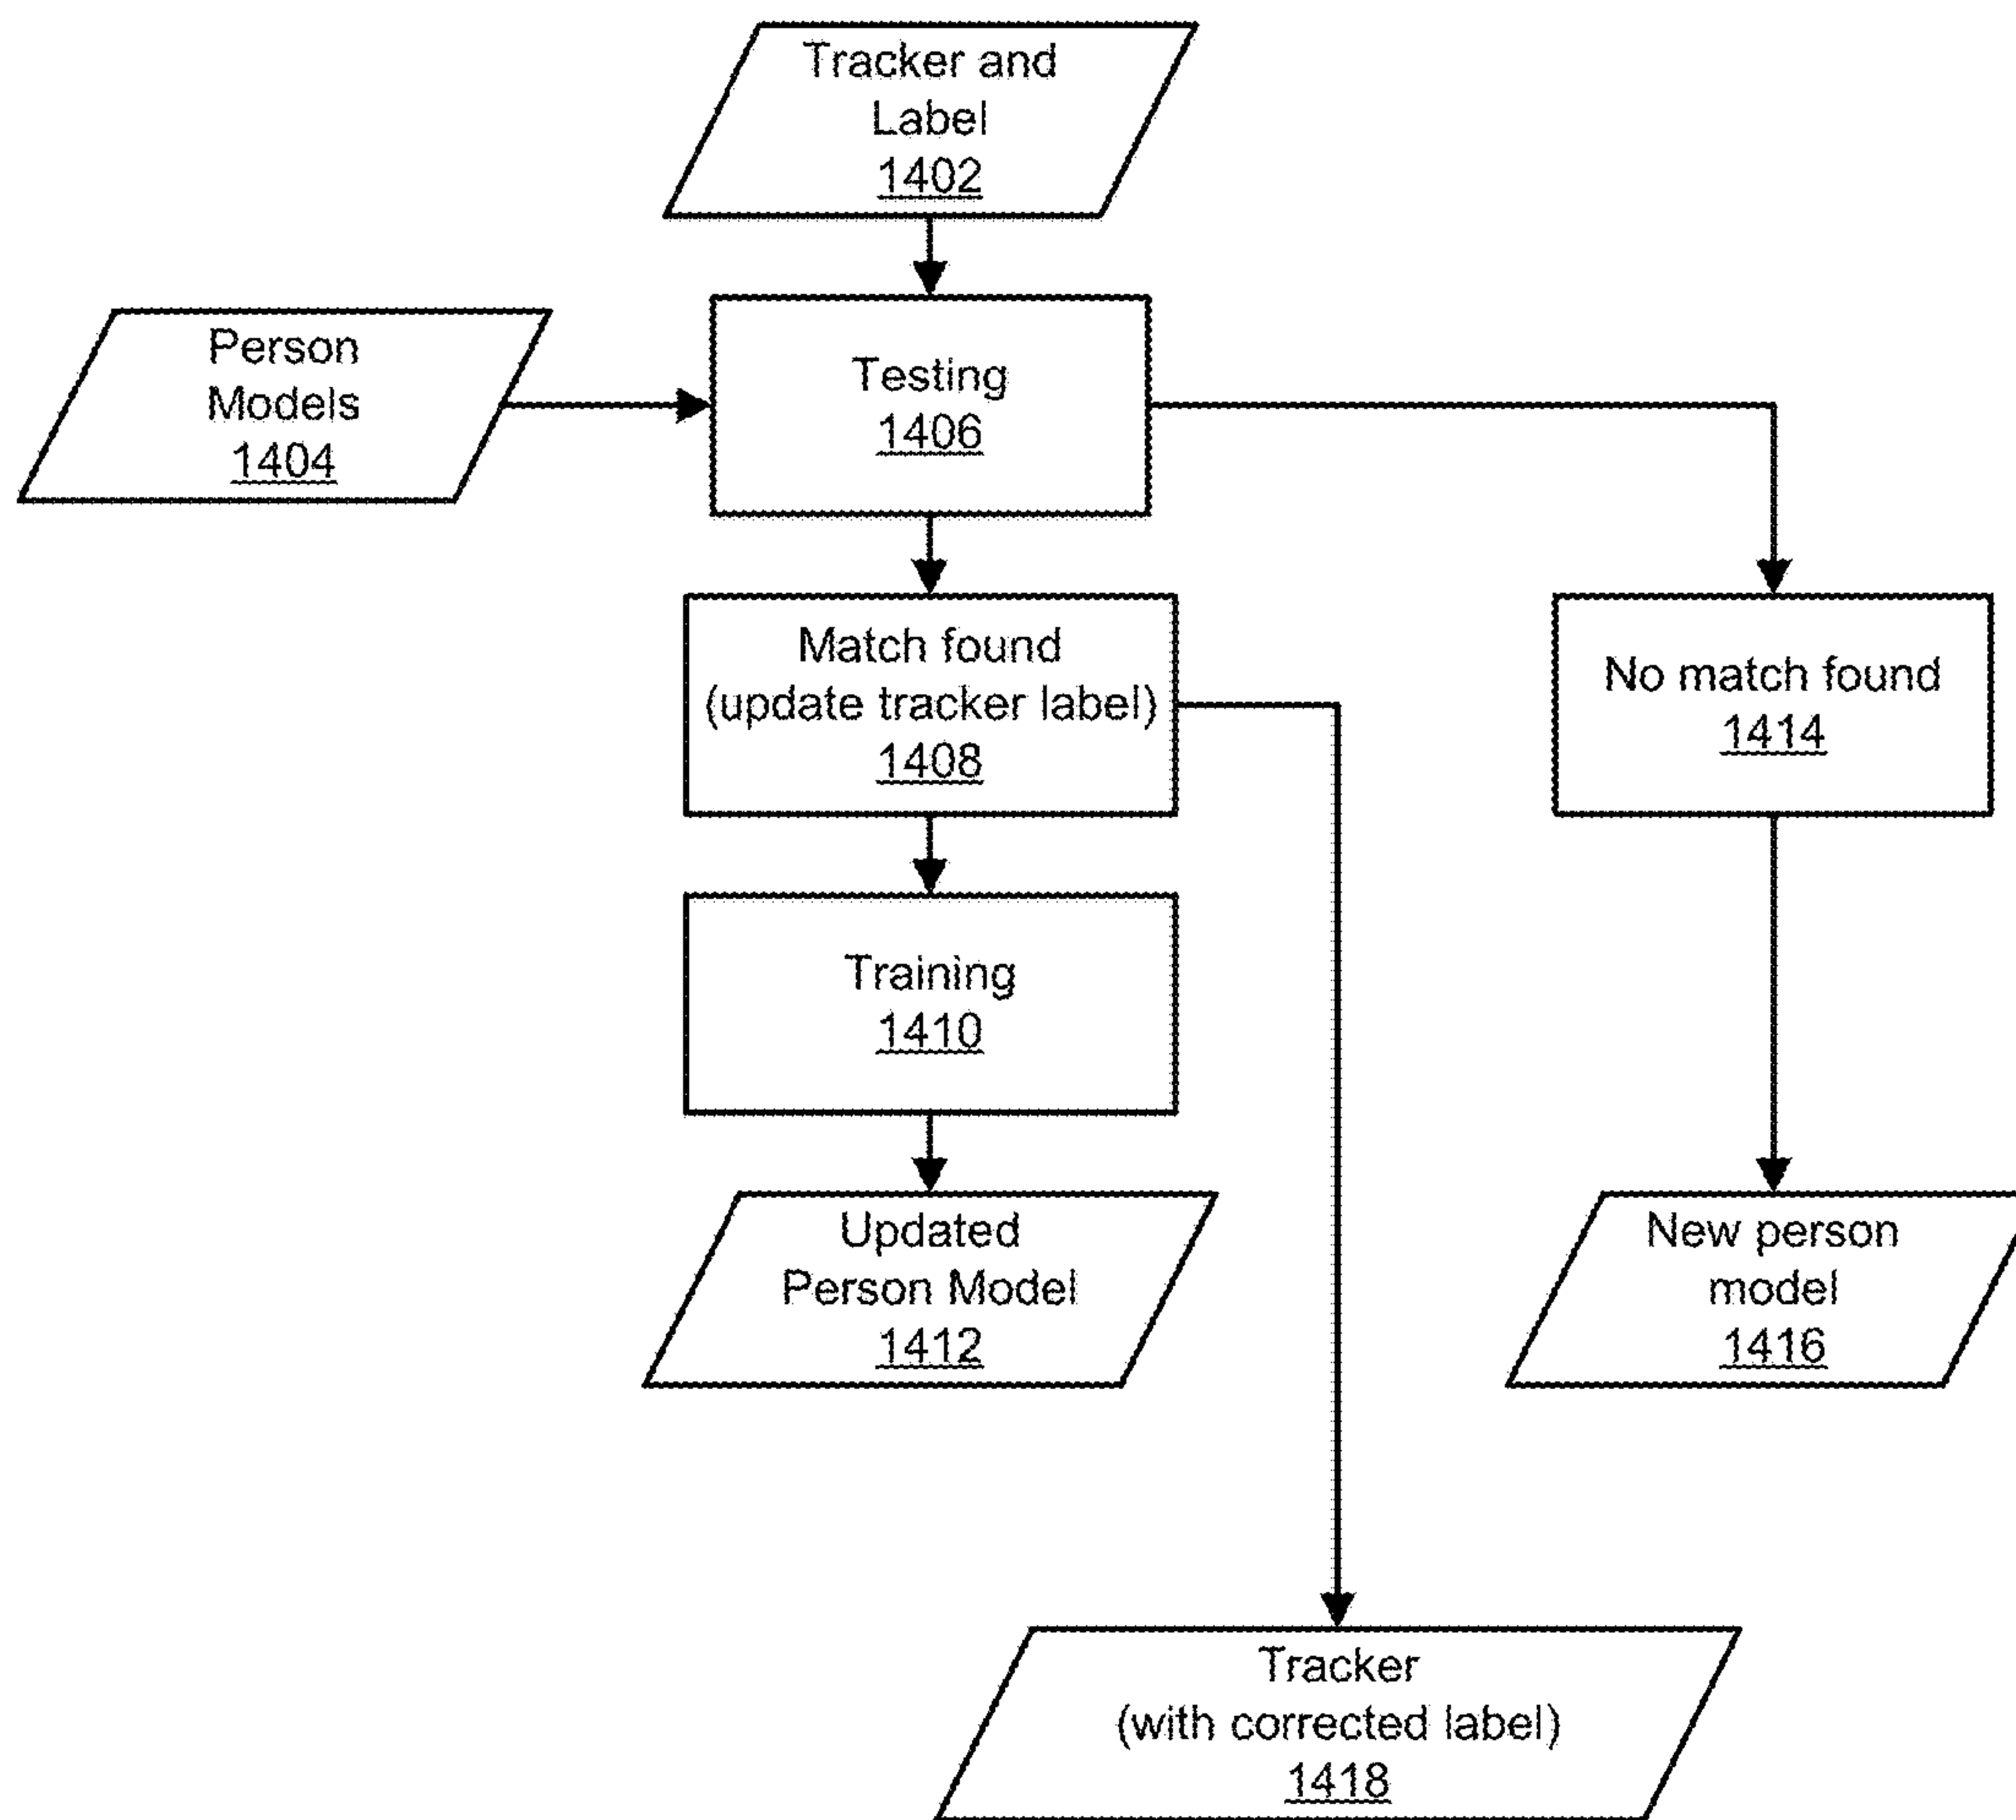 Tracker and
Label
1402
Person
Models
1404
Testing
1406
Match found
(update tracker label)
1408
No match found
1414
Training
1410
Updated
Person Model
1412
New person
model
1416
Tracker
(with corrected label)
1418